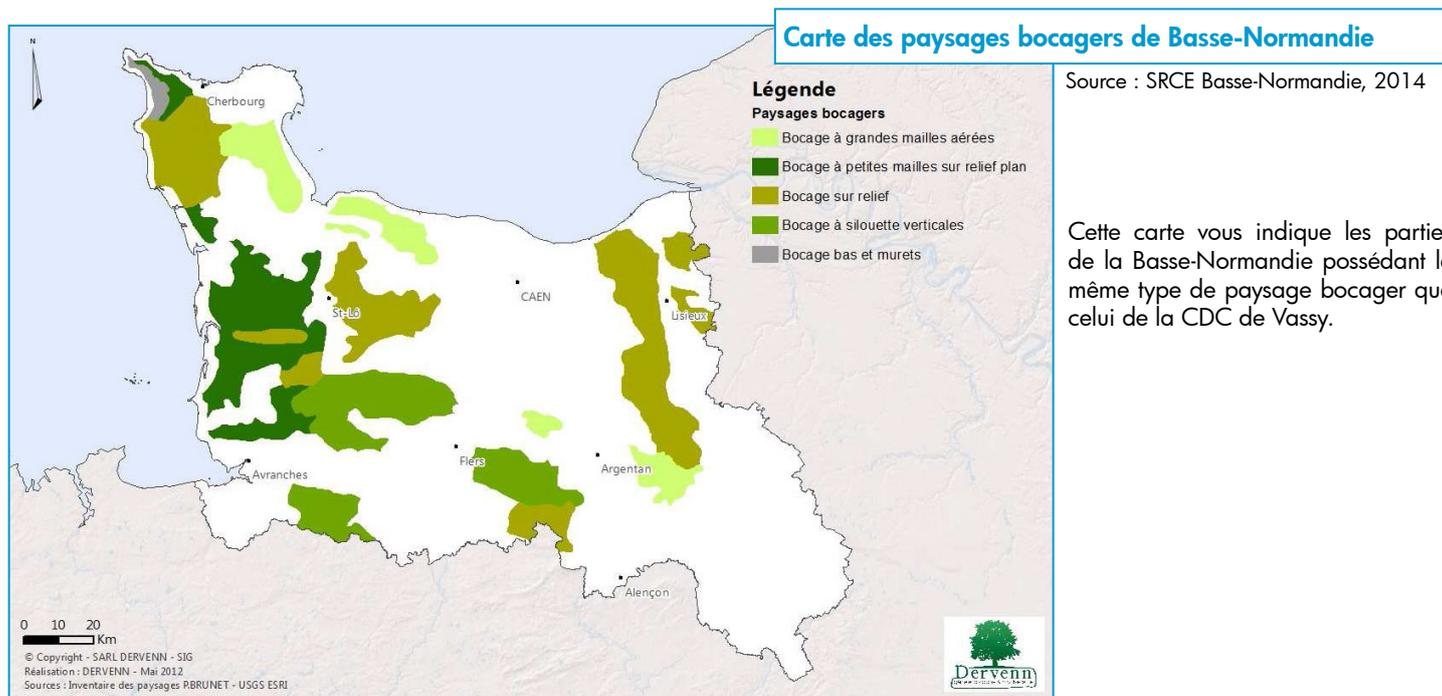 Carte des paysages bocagers de Basse-Normandie
Source : SRCE Basse-Normandie, 2014
N
Légende
Paysages bocagers
Bocage à grandes mailles aérées
Bocage à petites mailles sur relief plan
Bocage sur relief
Bocage à silouette verticales
Bocage bas et murets
Cette carte vous indique les partie
de la Basse-Normandie possédant l
même type de paysage bocager qu
celui de la CDC de Vassy.
Cherbourg
St-Lô
CAEN
Lisieux
Avranches
Flers
Argentan
Alençon
0 10 20
Km
© Copyright - SARL DERVENN - SIG
Réalisation : DERVENN - Mai 2012
Sources : Inventaire des paysages P.BRUNET - USGS ESRI
Dervenn